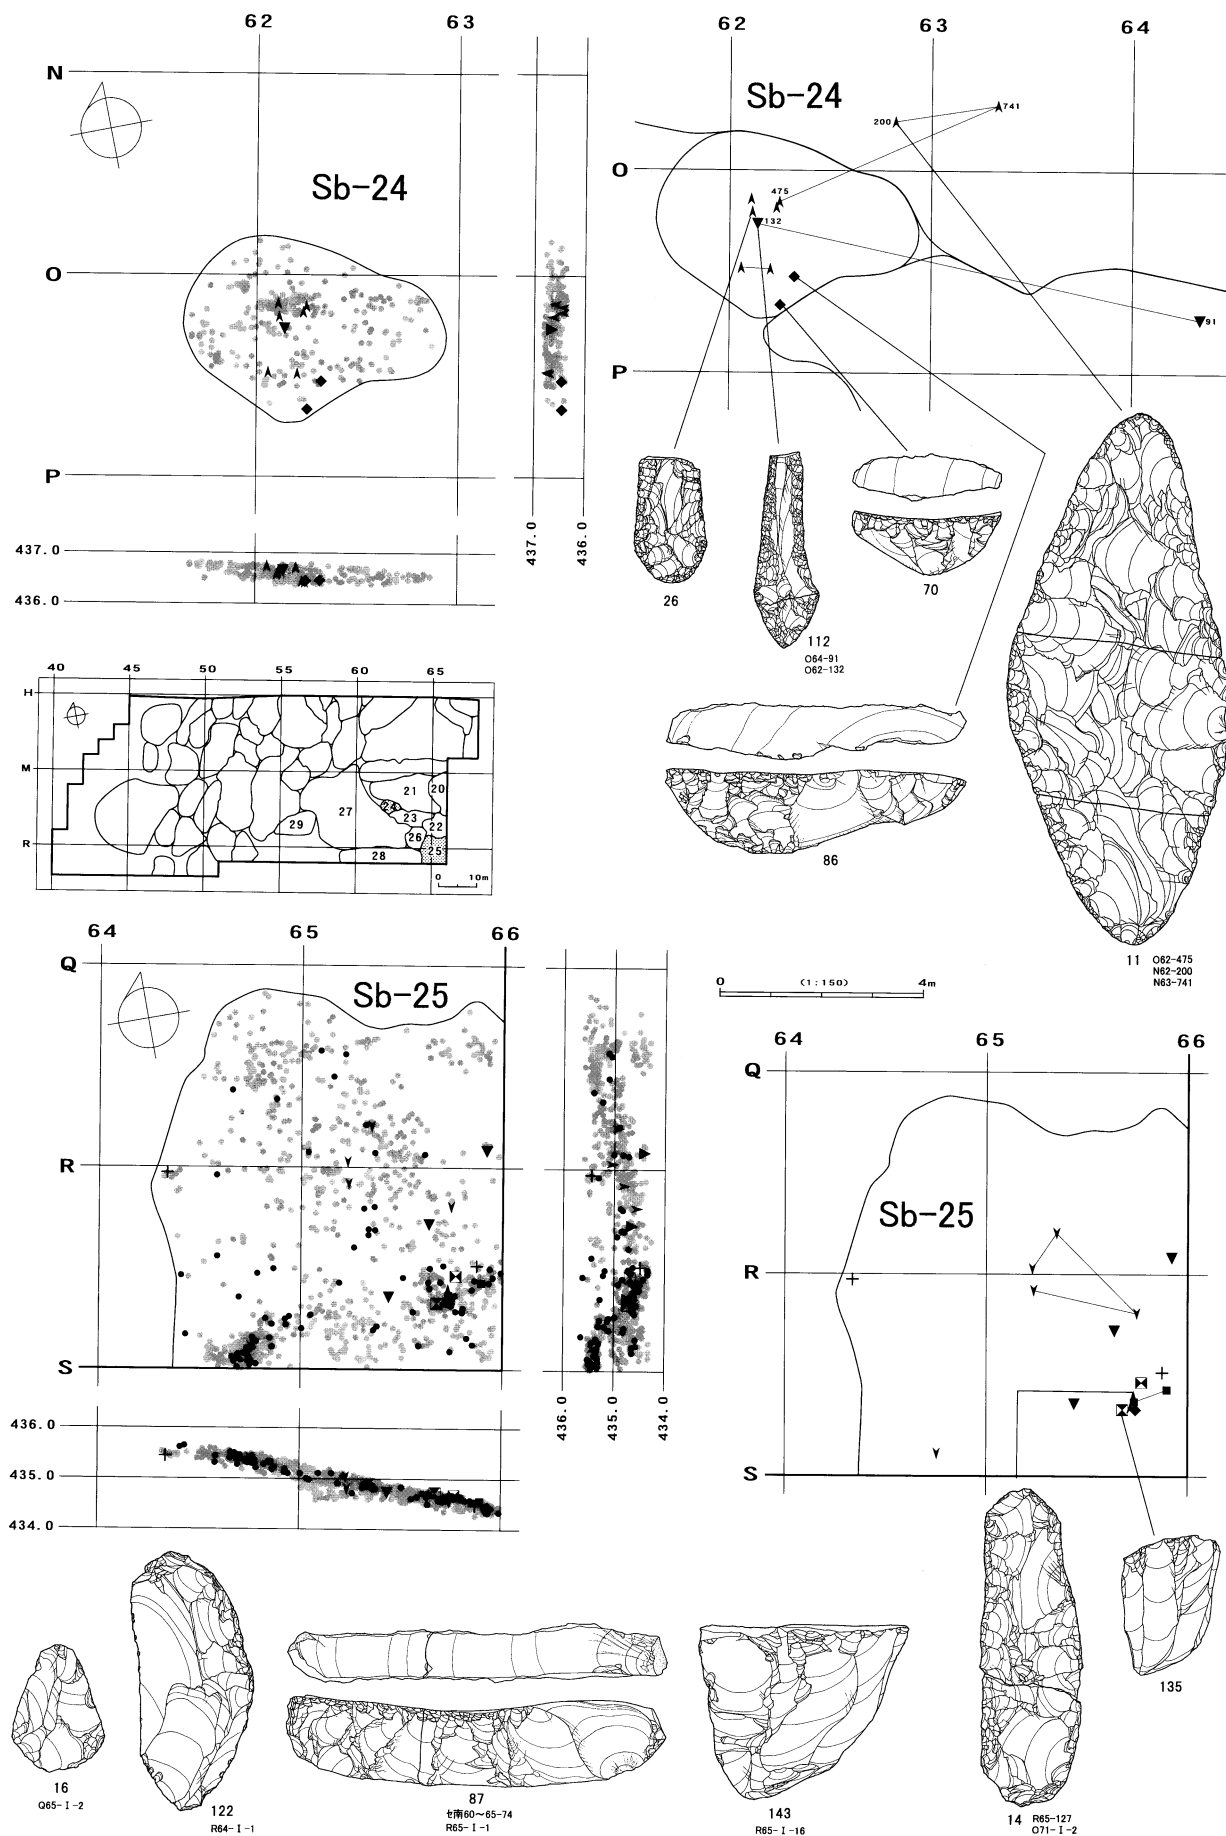 62 63
N
Sb-24
O
P
437.0
436.0
437.0
436.0
62 63 64
Sb-24
741
200
O
475
132
91
P
26
112
O64-91
O62-132
70
86
11 O62-475
N62-200
N63-741
40 45 50 55 60 65
H
M
R
20
21
24
23
27
22
29
26
25
28
0 10m
64 65 66
Q
Sb-25
R
S
436.0
435.0
434.0
436.0
435.0
434.0
0 (1:150) 4m
64 65 66
Q
R
Sb-25
S
16
Q65-I-2
122
R64-I-1
87
セ南60~65-74
R65-I-1
143
R65-I-16
14 R65-127
O71-I-2
135